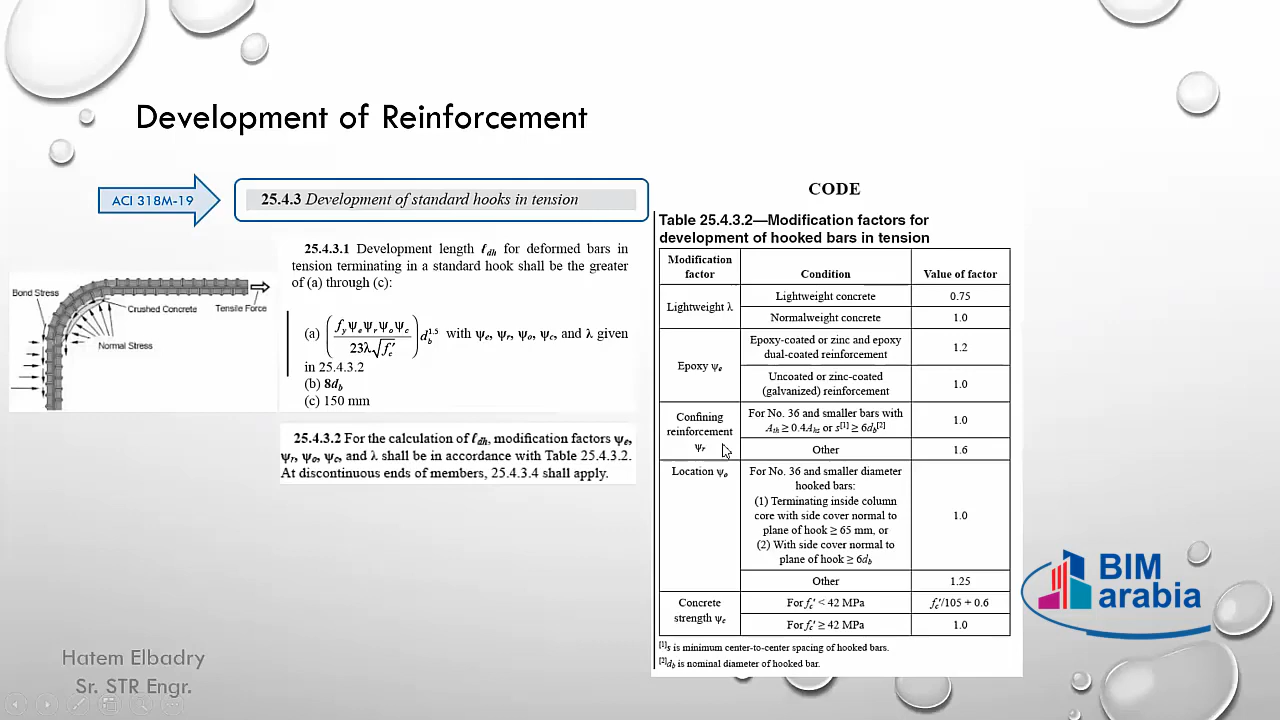 Development of Reinforcement
ACI 318M-19
25.4.3 Development of standard hooks in tension
25.4.3.1 Development length ℓdh for deformed bars in
tension terminating in a standard hook shall be the greater
of (a) through (c):
(a) (fyψeψrψoψc / 23λ√fc′) db^1.5 with ψe, ψr, ψo, ψc, and λ given
in 25.4.3.2
(b) 8db
(c) 150 mm
25.4.3.2 For the calculation of ℓdh, modification factors ψe,
ψr, ψo, ψc, and λ shall be in accordance with Table 25.4.3.2.
At discontinuous ends of members, 25.4.3.4 shall apply.
Bond Stress
Crushed Concrete
Tensile Force
Normal Stress
CODE
Table 25.4.3.2—Modification factors for
development of hooked bars in tension
Modification
factor
Condition
Value of factor
Lightweight λ
Lightweight concrete
0.75
Normalweight concrete
1.0
Epoxy ψe
Epoxy-coated or zinc and epoxy
dual-coated reinforcement
1.2
Uncoated or zinc-coated
(galvanized) reinforcement
1.0
Confining
reinforcement
ψr
For No. 36 and smaller bars with
Ath ≥ 0.4Ahs or s[1] ≥ 6db[2]
1.0
Other
1.6
Location ψo
For No. 36 and smaller diameter
hooked bars:
(1) Terminating inside column
core with side cover normal to
plane of hook ≥ 65 mm, or
(2) With side cover normal to
plane of hook ≥ 6db
1.0
Other
1.25
Concrete
strength ψc
For fc′ < 42 MPa
fc′/105 + 0.6
For fc′ ≥ 42 MPa
1.0
[1]s is minimum center-to-center spacing of hooked bars.
[2]db is nominal diameter of hooked bar.
BIM
arabia
Hatem Elbadry
Sr. STR Engr.